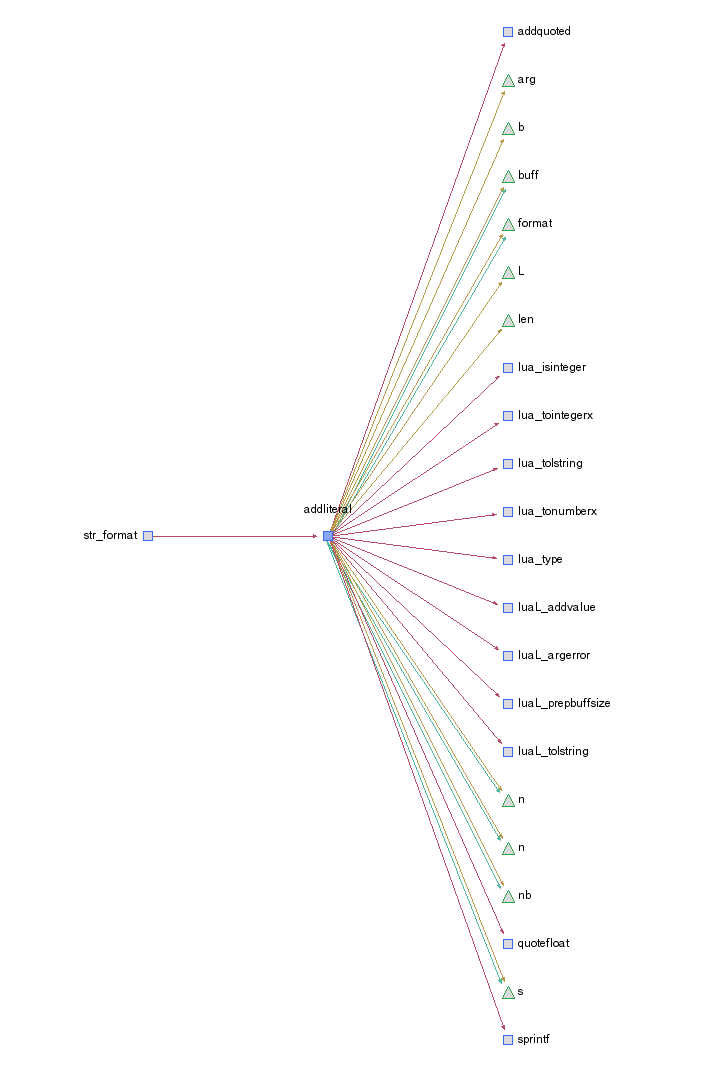 addquoted
arg
b
buff
format
L
len
lua_isinteger
lua_tointegerx
lua_tolstring
addliteral
lua_tonumberx
str_format
lua_type
luaL_addvalue
luaL_argerror
luaL_prepbuffsize
luaL_tolstring
n
n
nb
quotefloat
s
sprintf